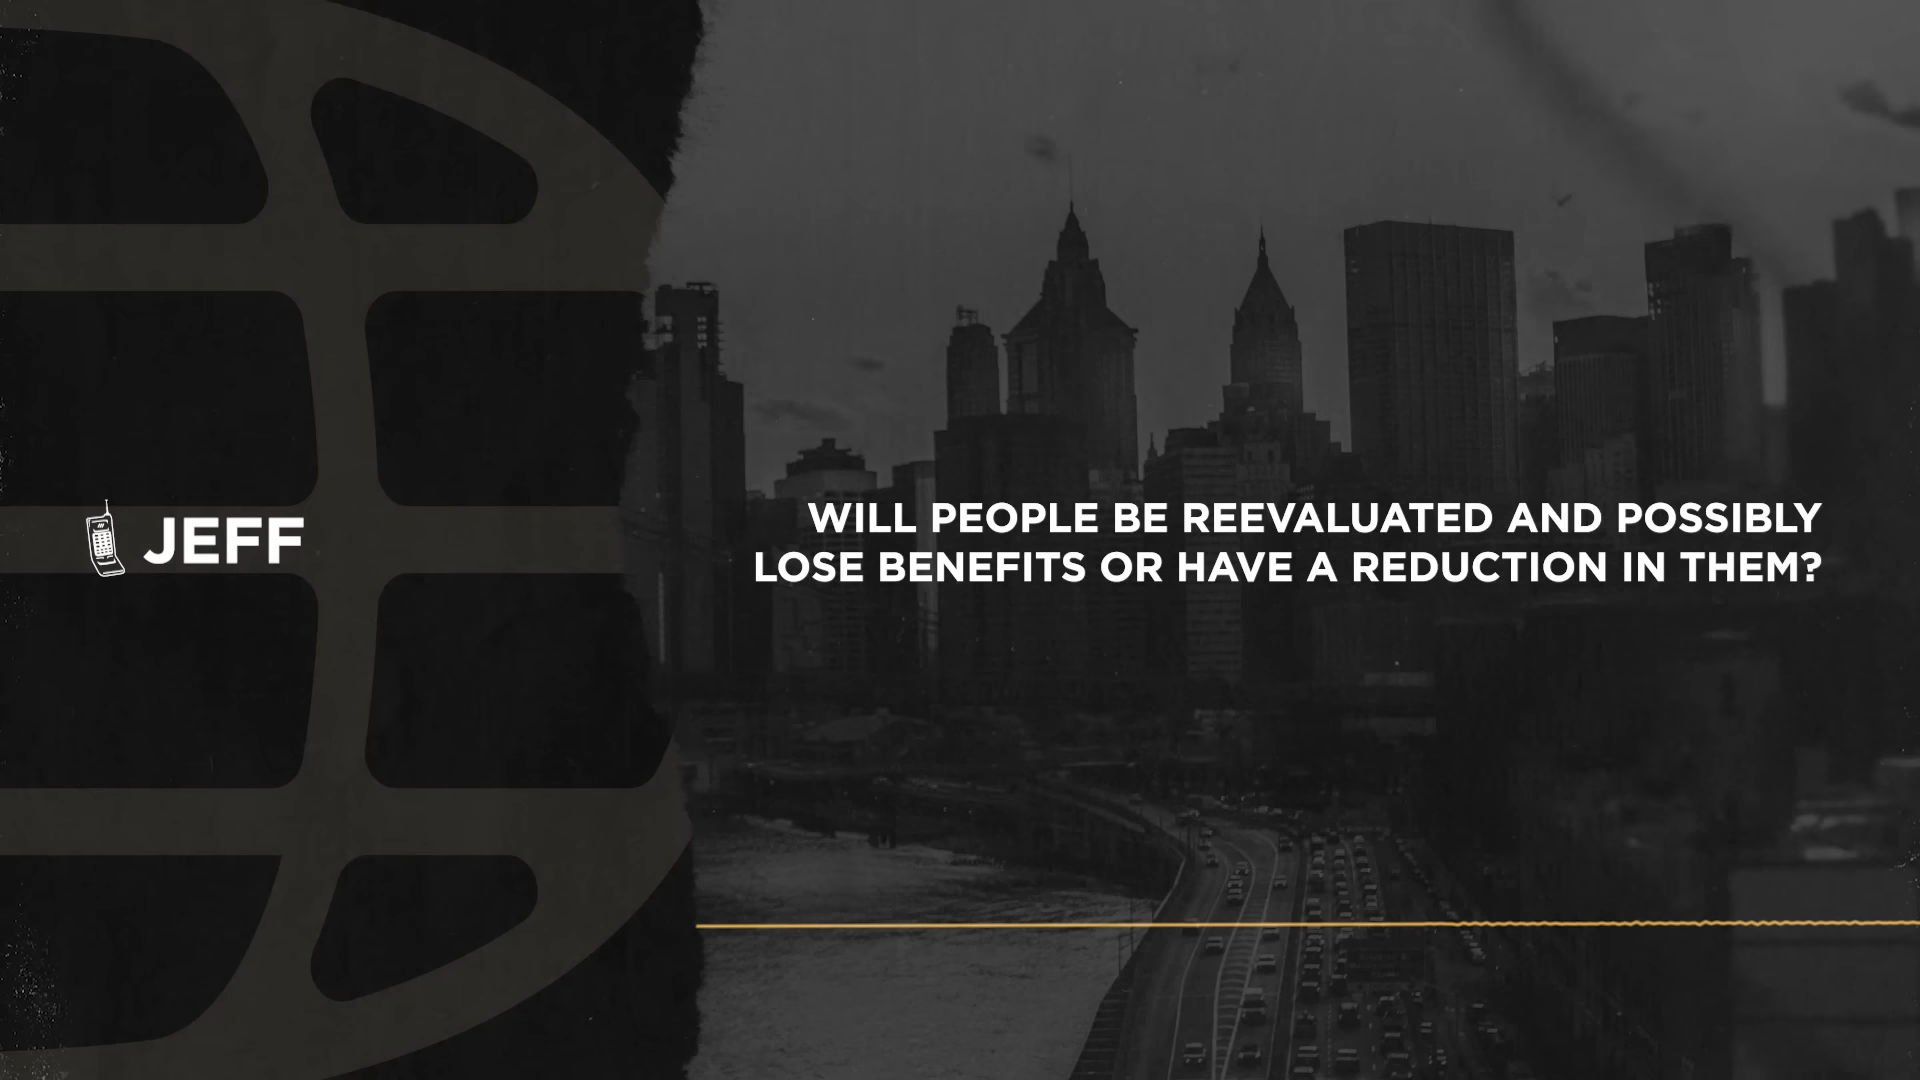 JEFF
WILL PEOPLE BE REEVALUATED AND POSSIBLY
LOSE BENEFITS OR HAVE A REDUCTION IN THEM?